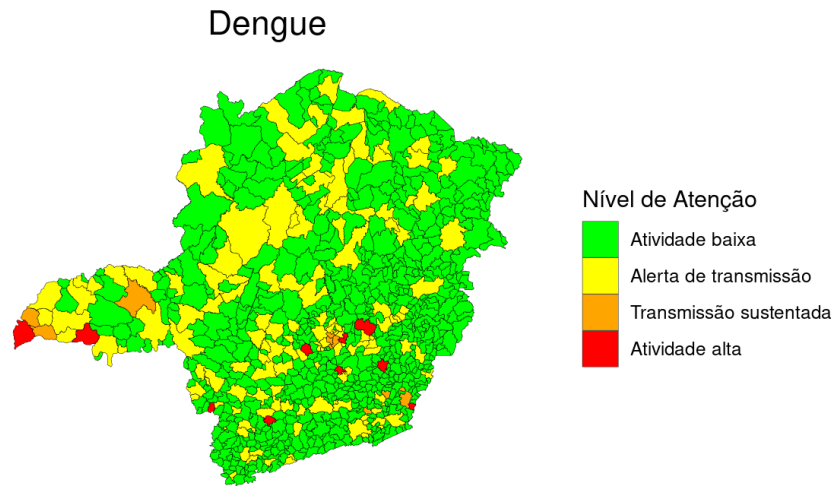 Dengue
Nível de Atenção
Atividade baixa
Alerta de transmissão
Transmissão sustentada
Atividade alta